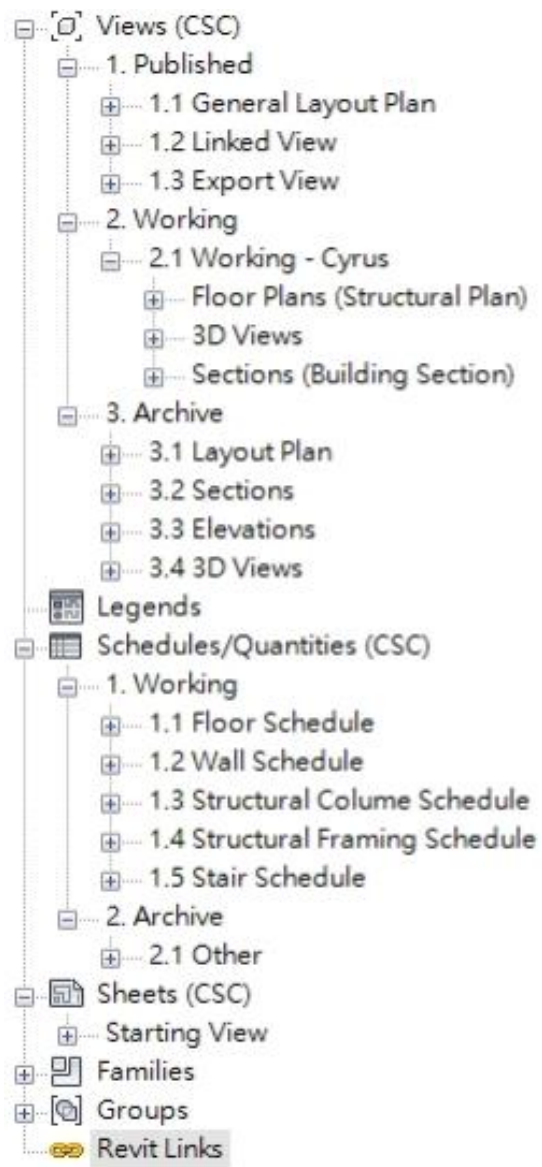 Views (CSC)
1. Published
1.1 General Layout Plan
1.2 Linked View
1.3 Export View
2. Working
2.1 Working - Cyrus
Floor Plans (Structural Plan)
3D Views
Sections (Building Section)
3. Archive
3.1 Layout Plan
3.2 Sections
3.3 Elevations
3.4 3D Views
Legends
Schedules/Quantities (CSC)
1. Working
1.1 Floor Schedule
1.2 Wall Schedule
1.3 Structural Colume Schedule
1.4 Structural Framing Schedule
1.5 Stair Schedule
2. Archive
2.1 Other
Sheets (CSC)
Starting View
Families
Groups
Revit Links